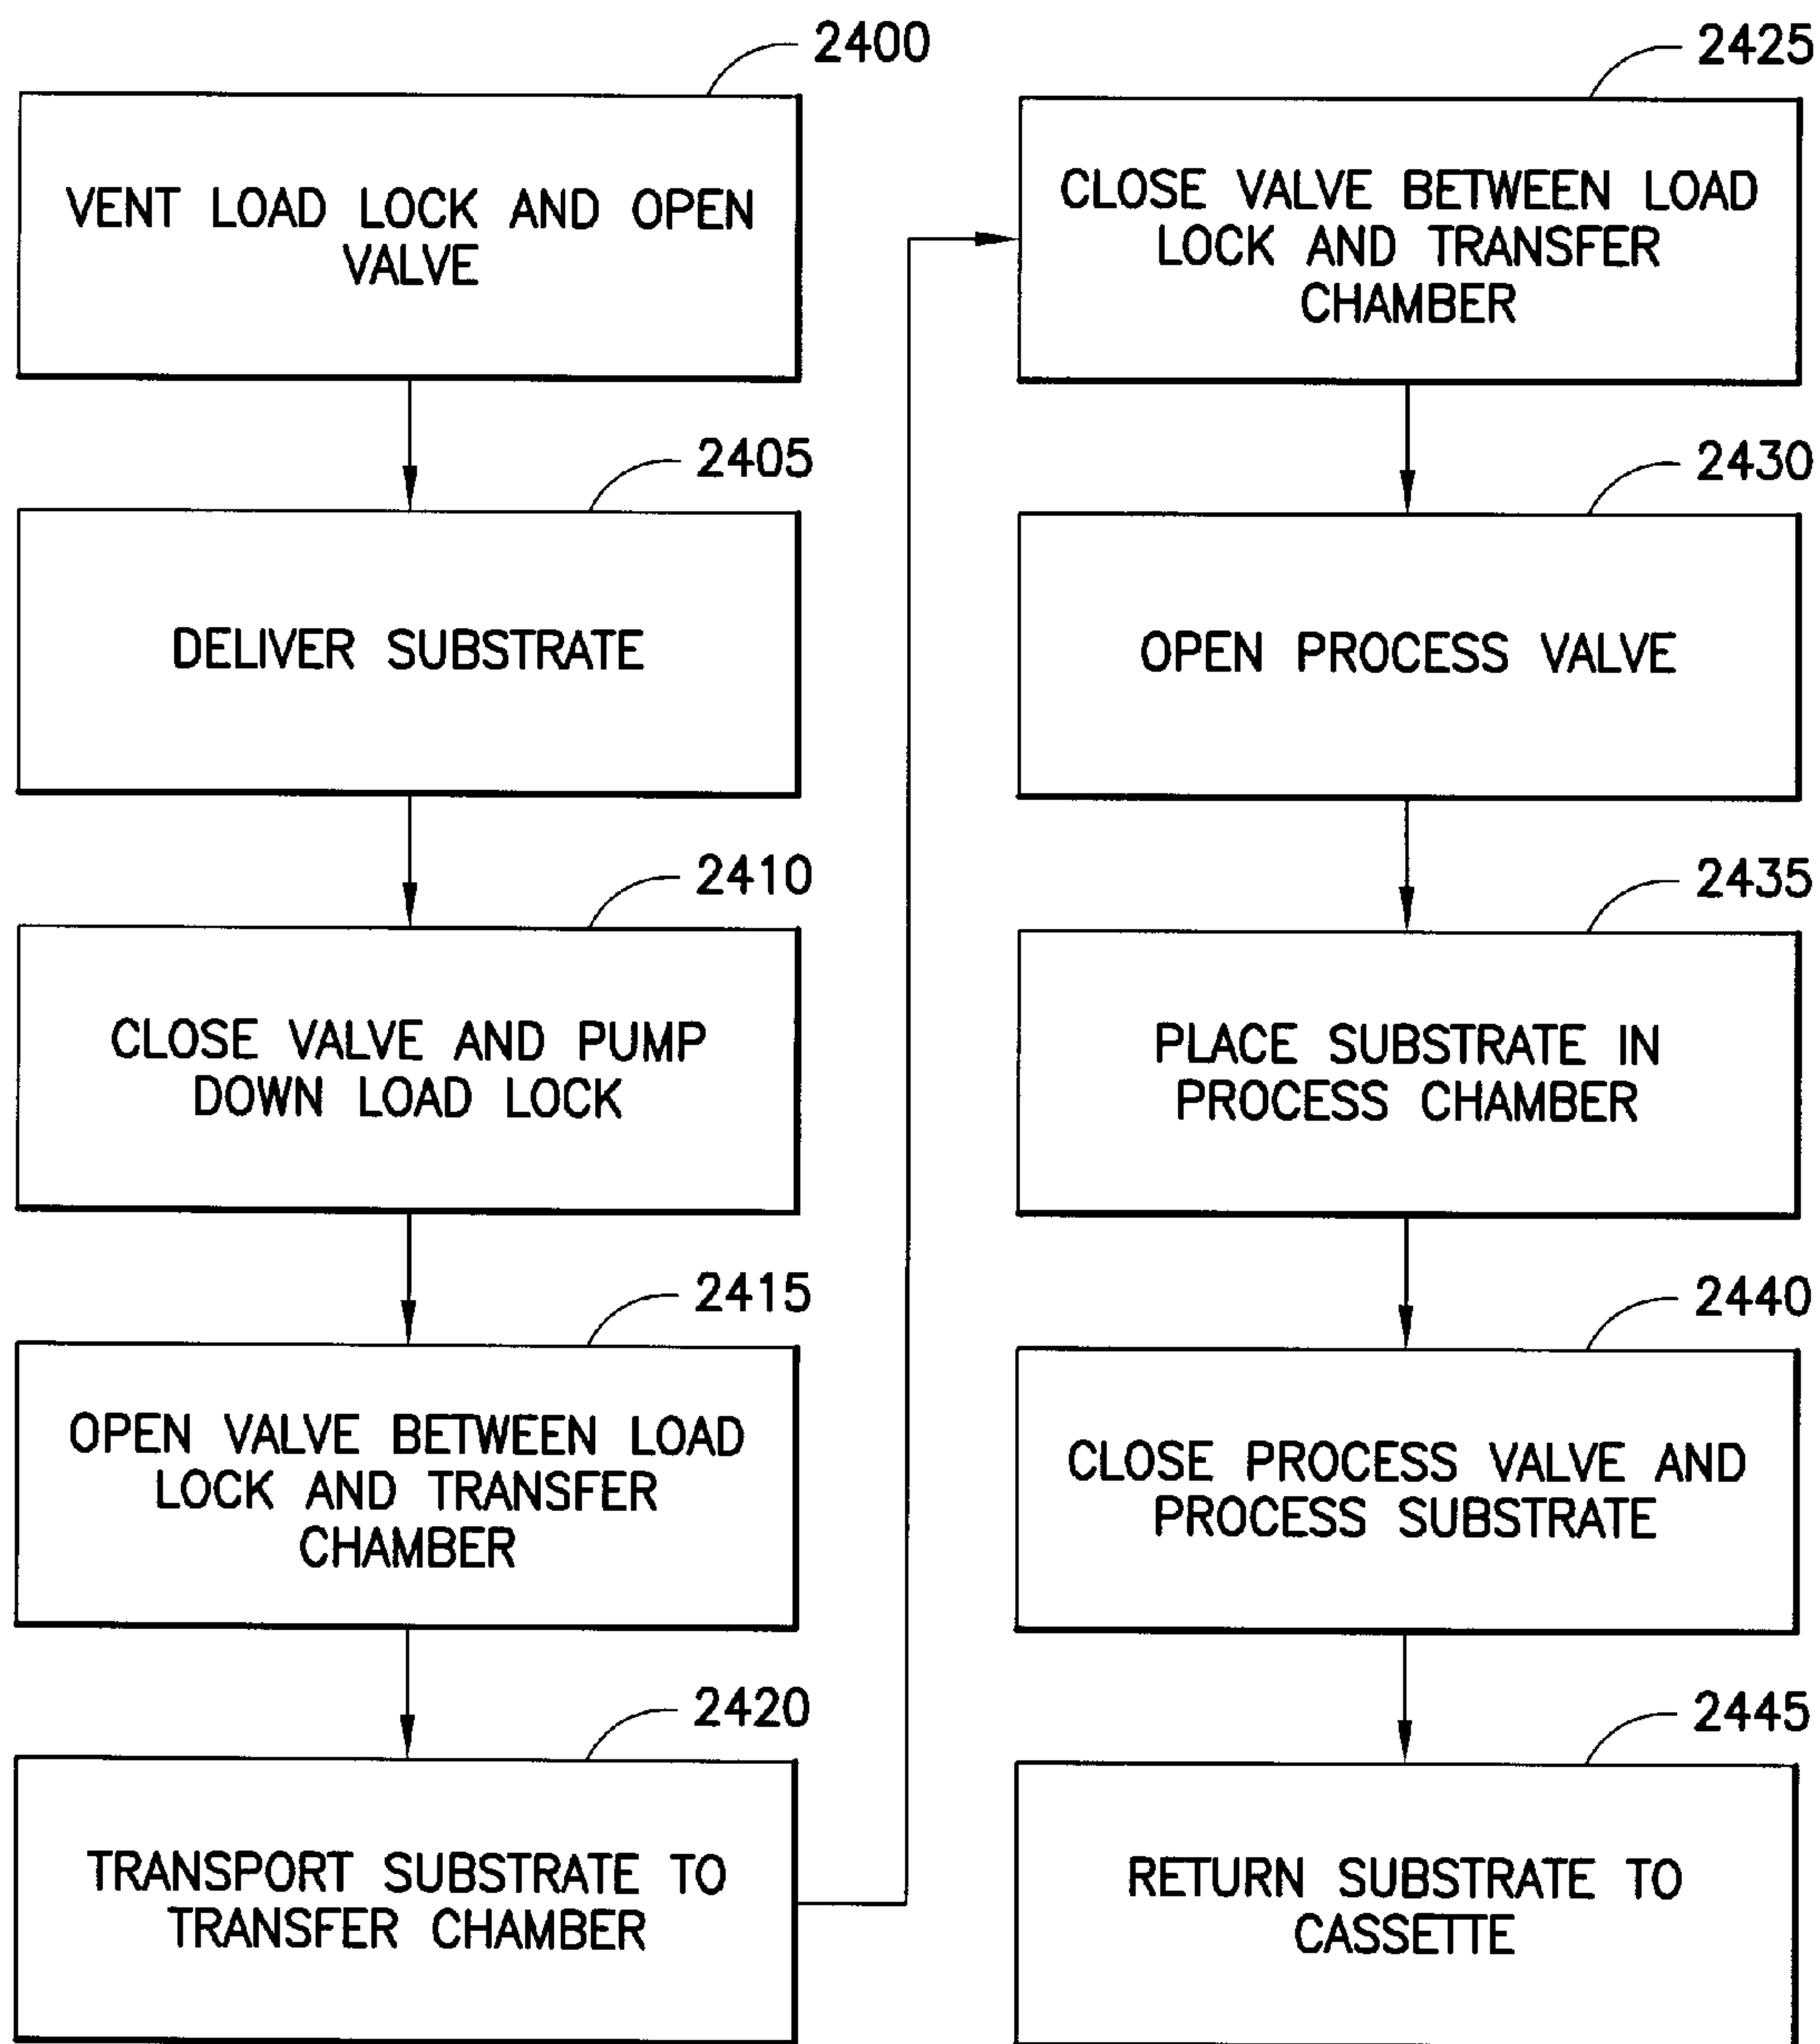 2400
VENT LOAD LOCK AND OPEN
VALVE
2405
DELIVER SUBSTRATE
2410
CLOSE VALVE AND PUMP
DOWN LOAD LOCK
2415
OPEN VALVE BETWEEN LOAD
LOCK AND TRANSFER
CHAMBER
2420
TRANSPORT SUBSTRATE TO
TRANSFER CHAMBER
2425
CLOSE VALVE BETWEEN LOAD
LOCK AND TRANSFER
CHAMBER
2430
OPEN PROCESS VALVE
2435
PLACE SUBSTRATE IN
PROCESS CHAMBER
2440
CLOSE PROCESS VALVE AND
PROCESS SUBSTRATE
2445
RETURN SUBSTRATE TO
CASSETTE